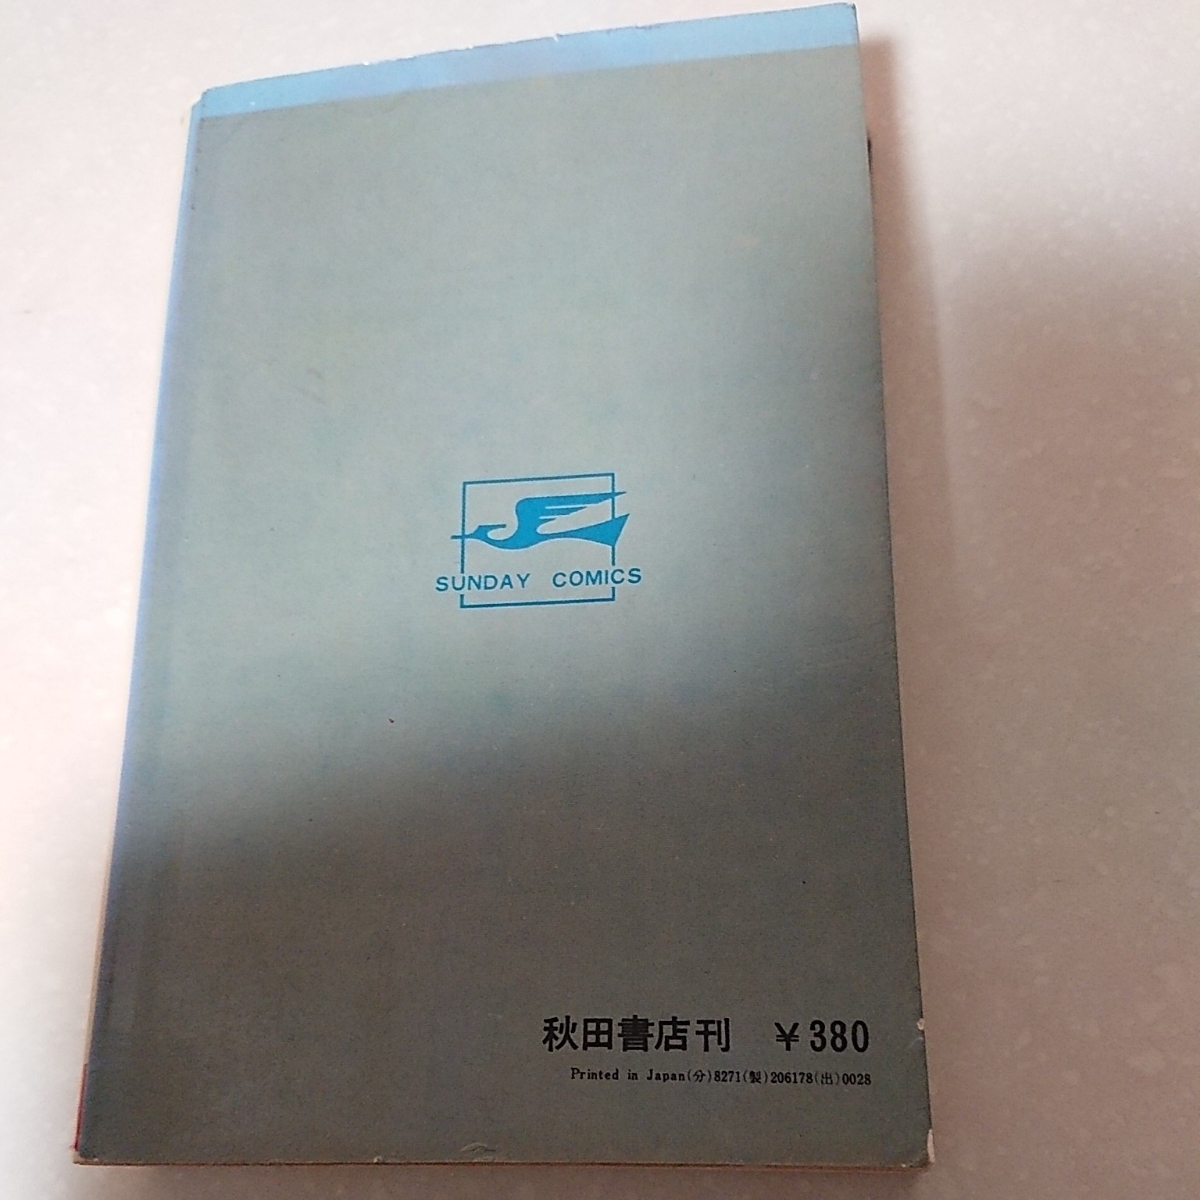 SUNDAY COMICS
秋田書店刊 ¥380
Printed in Japan(分)8271(製)206178(出)0028